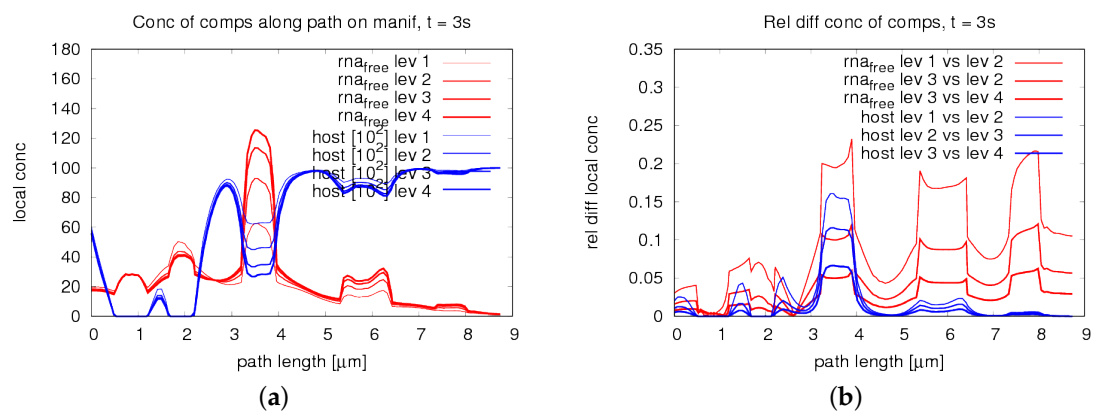 Conc of comps along path on manif, t = 3s
180
160
140
120
100
80
60
40
20
0
local conc
rna_free lev 1
rna_free lev 2
rna_free lev 3
rna_free lev 4
host [10^2] lev 1
host [10^2] lev 2
host [10^2] lev 3
host [10^2] lev 4
0 1 2 3 4 5 6 7 8 9
path length [μm]
(a)
Rel diff conc of comps, t = 3s
0.35
0.3
0.25
0.2
0.15
0.1
0.05
0
rel diff local conc
rna_free lev 1 vs lev 2
rna_free lev 3 vs lev 2
rna_free lev 3 vs lev 4
host lev 1 vs lev 2
host lev 2 vs lev 3
host lev 3 vs lev 4
0 1 2 3 4 5 6 7 8 9
path length [μm]
(b)